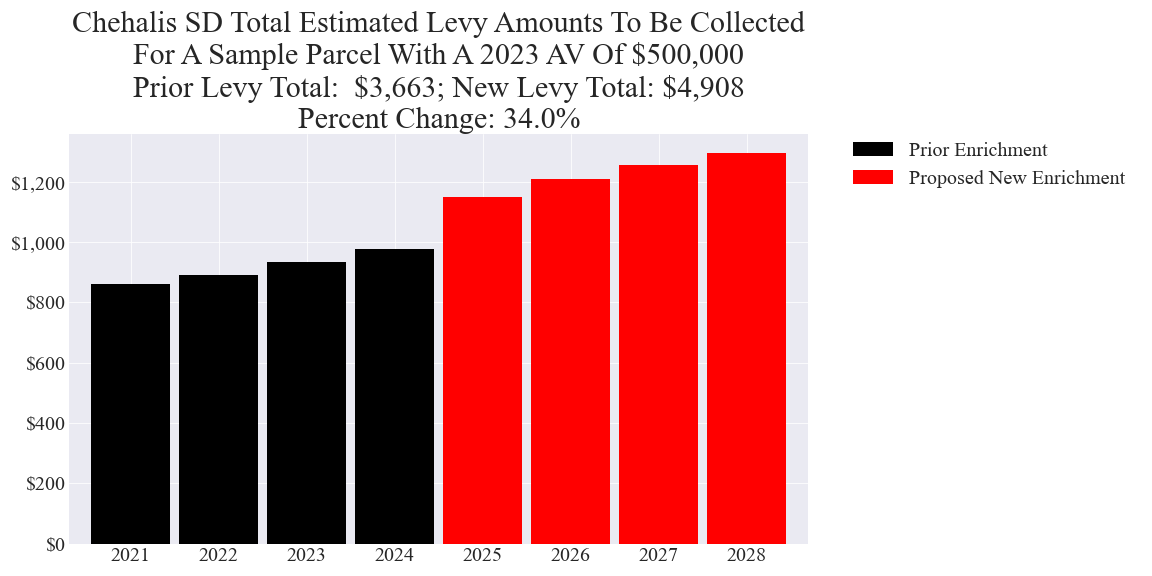 Chehalis SD Total Estimated Levy Amounts To Be Collected
For A Sample Parcel With A 2023 AV Of $500,000
Prior Levy Total:  $3,663; New Levy Total: $4,908
Percent Change: 34.0%
Prior Enrichment
Proposed New Enrichment
$1,200
$1,000
$800
$600
$400
$200
$0
2021 2022 2023 2024 2025 2026 2027 2028